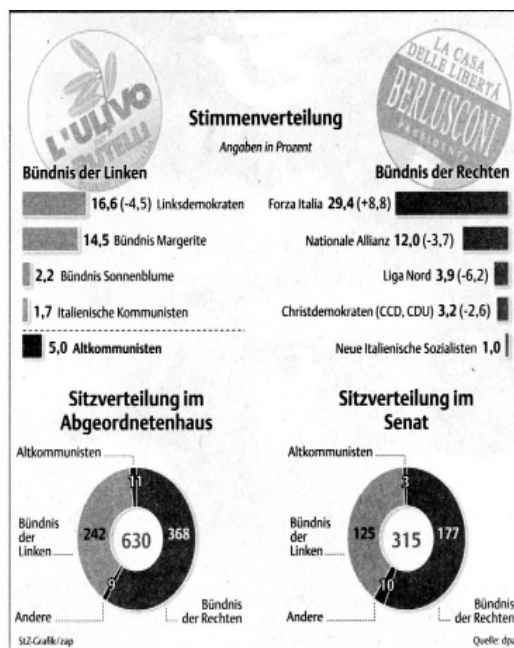 L'ULIVO
LA CASA
DELLE LIBERTÀ
BERLUSCONI
PRESIDENTE
Stimmenverteilung
Angaben in Prozent
Bündnis der Linken
16,6 (-4,5) Linksdemokraten
14,5 Bündnis Margerite
2,2 Bündnis Sonnenblume
1,7 Italienische Kommunisten
5,0 Altkommunisten
Bündnis der Rechten
Forza Italia 29,4 (+8,8)
Nationale Allianz 12,0 (-3,7)
Liga Nord 3,9 (-6,2)
Christdemokraten (CCD, CDU) 3,2 (-2,6)
Neue Italienische Sozialisten 1,0
Sitzverteilung im
Abgeordnetenhaus
Altkommunisten
11
Bündnis
der
Linken
242
630
368
9
Andere
Bündnis
der Rechten
Sitzverteilung im
Senat
Altkommunisten
3
Bündnis
der
Linken
125
315
177
10
Andere
Bündnis
der Rechten
StZ-Grafik/zap
Quelle: dpa